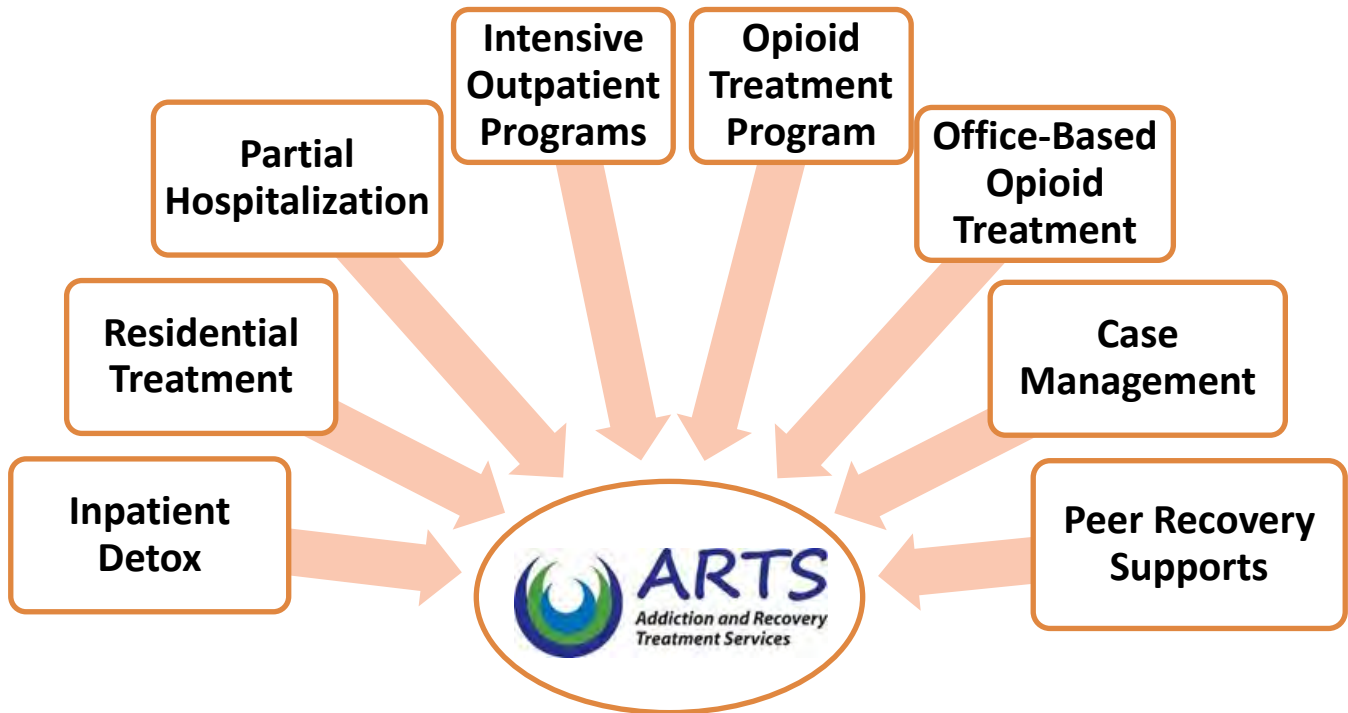 Inpatient
Detox
Residential
Treatment
Partial
Hospitalization
Intensive
Outpatient
Programs
Opioid
Treatment
Program
Office-Based
Opioid
Treatment
Case
Management
Peer Recovery
Supports
ARTS
Addiction and Recovery
Treatment Services